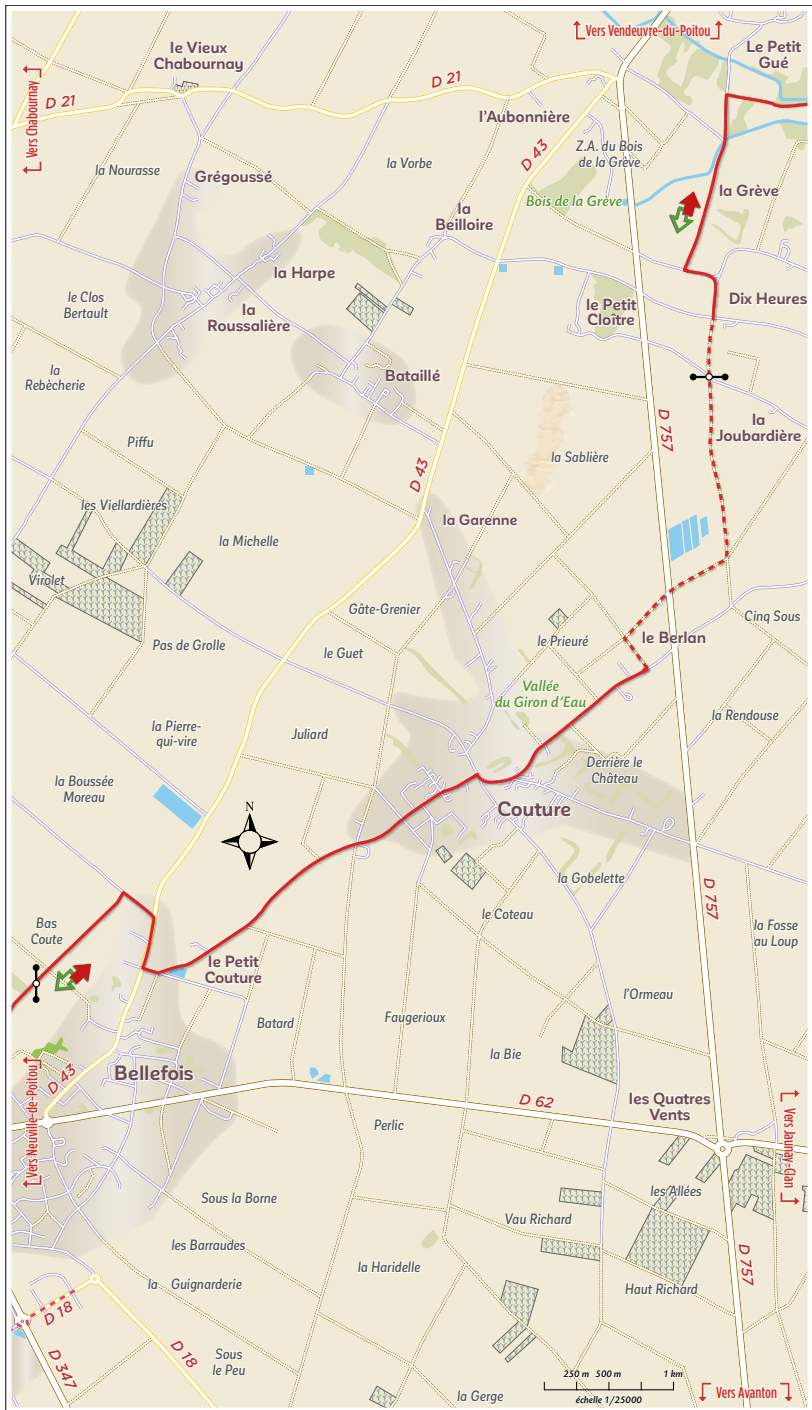 Vers Vendeuvre-du-Poitou
le Vieux
Chabournay
Le Petit
Gué
Vers Chabournay
D 21
D 21
l'Aubonnière
D 43
Z.A. du Bois
de la Grève
la Nourasse
Grégoussé
la Vorbe
la Grève
Bois de la Grève
la
Beilloire
la Harpe
le Clos
Bertault
la
Roussalière
le Petit
Cloître
Dix Heures
la
Rebècherie
Bataillé
D 757
la
Joubardière
Piffu
la Sablière
D 43
les Viellardières
la Garenne
la Michelle
Virolet
Gâte-Grenier
Cinq Sous
Pas de Grolle
le Guet
le Prieuré
le Berlan
Vallée
du Giron d'Eau
la Pierre-
qui-vire
Juliard
la Rendouse
la Boussée
Moreau
Derrière le
Château
N
Couture
la Gobelette
D 757
Bas
Coute
le Coteau
la Fosse
au Loup
le Petit
Couture
l'Ormeau
Batard
Faugerioux
la Bie
Bellefois
D 43
Vers Neuville-de-Poitou
D 62
les Quatre
Vents
Vers Jaunay-Clan
Perlic
les Allées
Sous la Borne
Vau Richard
les Barraudes
D 757
la Guignarderie
la Haridelle
Haut Richard
D 18
D 18
D 347
Sous
le Peu
250 m 500 m 1 km
échelle 1/25000
la Gerge
Vers Avanton